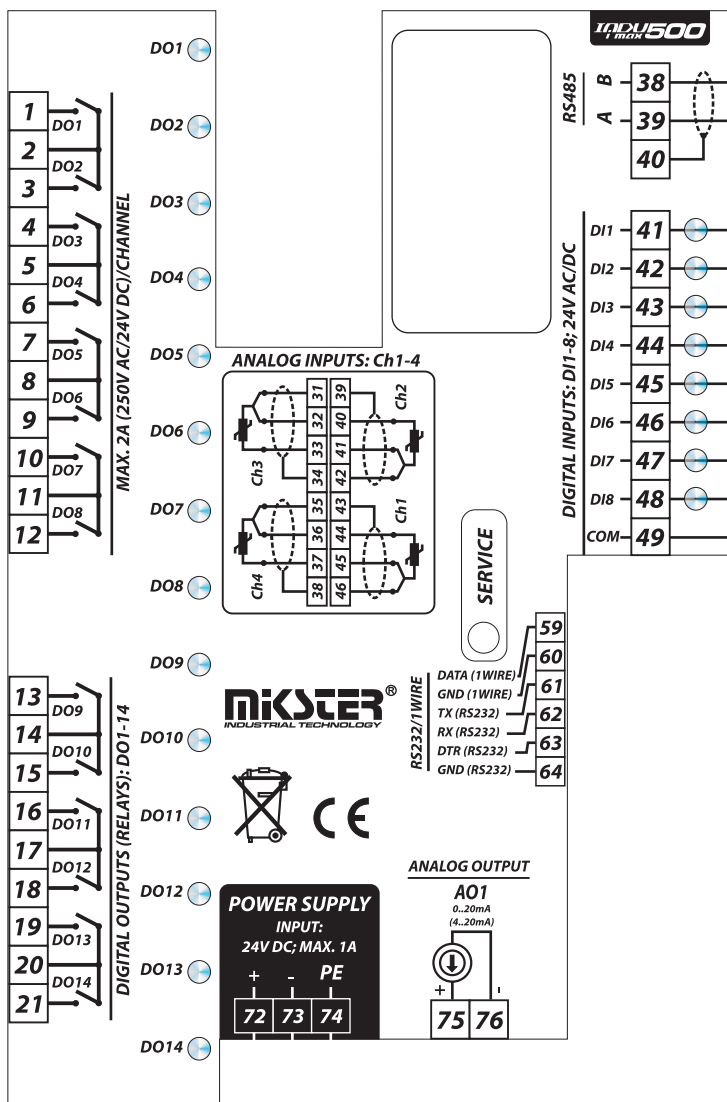 INDU iMAX 500
DO1
DO2
DO3
DO4
DO5
DO6
DO7
DO8
DO9
DO10
DO11
DO12
DO13
DO14
1
DO1
2
DO2
3
4
DO3
5
DO4
6
7
DO5
8
DO6
9
10
DO7
11
DO8
12
MAX. 2A (250V AC/24V DC)/CHANNEL
13
DO9
14
DO10
15
16
DO11
17
DO12
18
19
DO13
20
DO14
21
DIGITAL OUTPUTS (RELAYS): DO1-14
ANALOG INPUTS: Ch1-4
31 39
32 40
33 41
34 42
35 43
36 44
37 45
38 46
Ch2
Ch3
Ch1
Ch4
RS485
B 38
A 39
40
DIGITAL INPUTS: DI1-8; 24V AC/DC
DI1 41
DI2 42
DI3 43
DI4 44
DI5 45
DI6 46
DI7 47
DI8 48
COM 49
SERVICE
RS232/1WIRE
59
60
61
62
63
64
DATA (1WIRE)
GND (1WIRE)
TX (RS232)
RX (RS232)
DTR (RS232)
GND (RS232)
MIKSTER®
INDUSTRIAL TECHNOLOGY
CE
POWER SUPPLY
INPUT:
24V DC; MAX. 1A
+ - PE
72 73 74
ANALOG OUTPUT
AO1
0..20mA
(4..20mA)
+ -
75 76